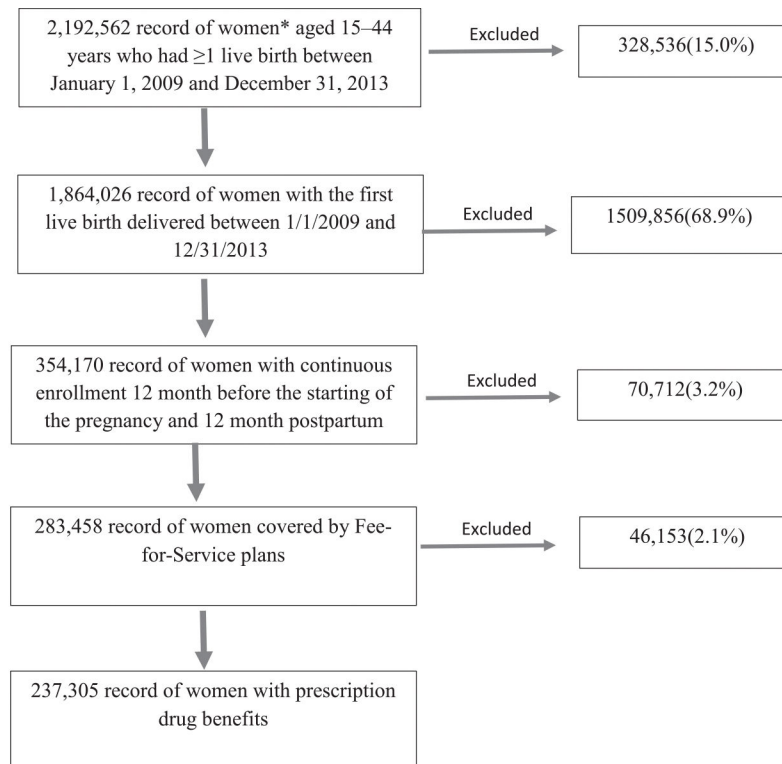 2,192,562 record of women* aged 15–44
years who had ≥1 live birth between
January 1, 2009 and December 31, 2013
Excluded
328,536(15.0%)
1,864,026 record of women with the first
live birth delivered between 1/1/2009 and
12/31/2013
Excluded
1509,856(68.9%)
354,170 record of women with continuous
enrollment 12 month before the starting of
the pregnancy and 12 month postpartum
Excluded
70,712(3.2%)
283,458 record of women covered by Fee-
for-Service plans
Excluded
46,153(2.1%)
237,305 record of women with prescription
drug benefits